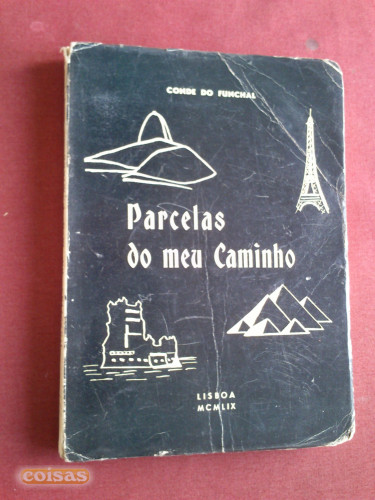 CONDE DO FUNCHAL
Parcelas
do meu Caminho
LISBOA
MCMLIX
coisas